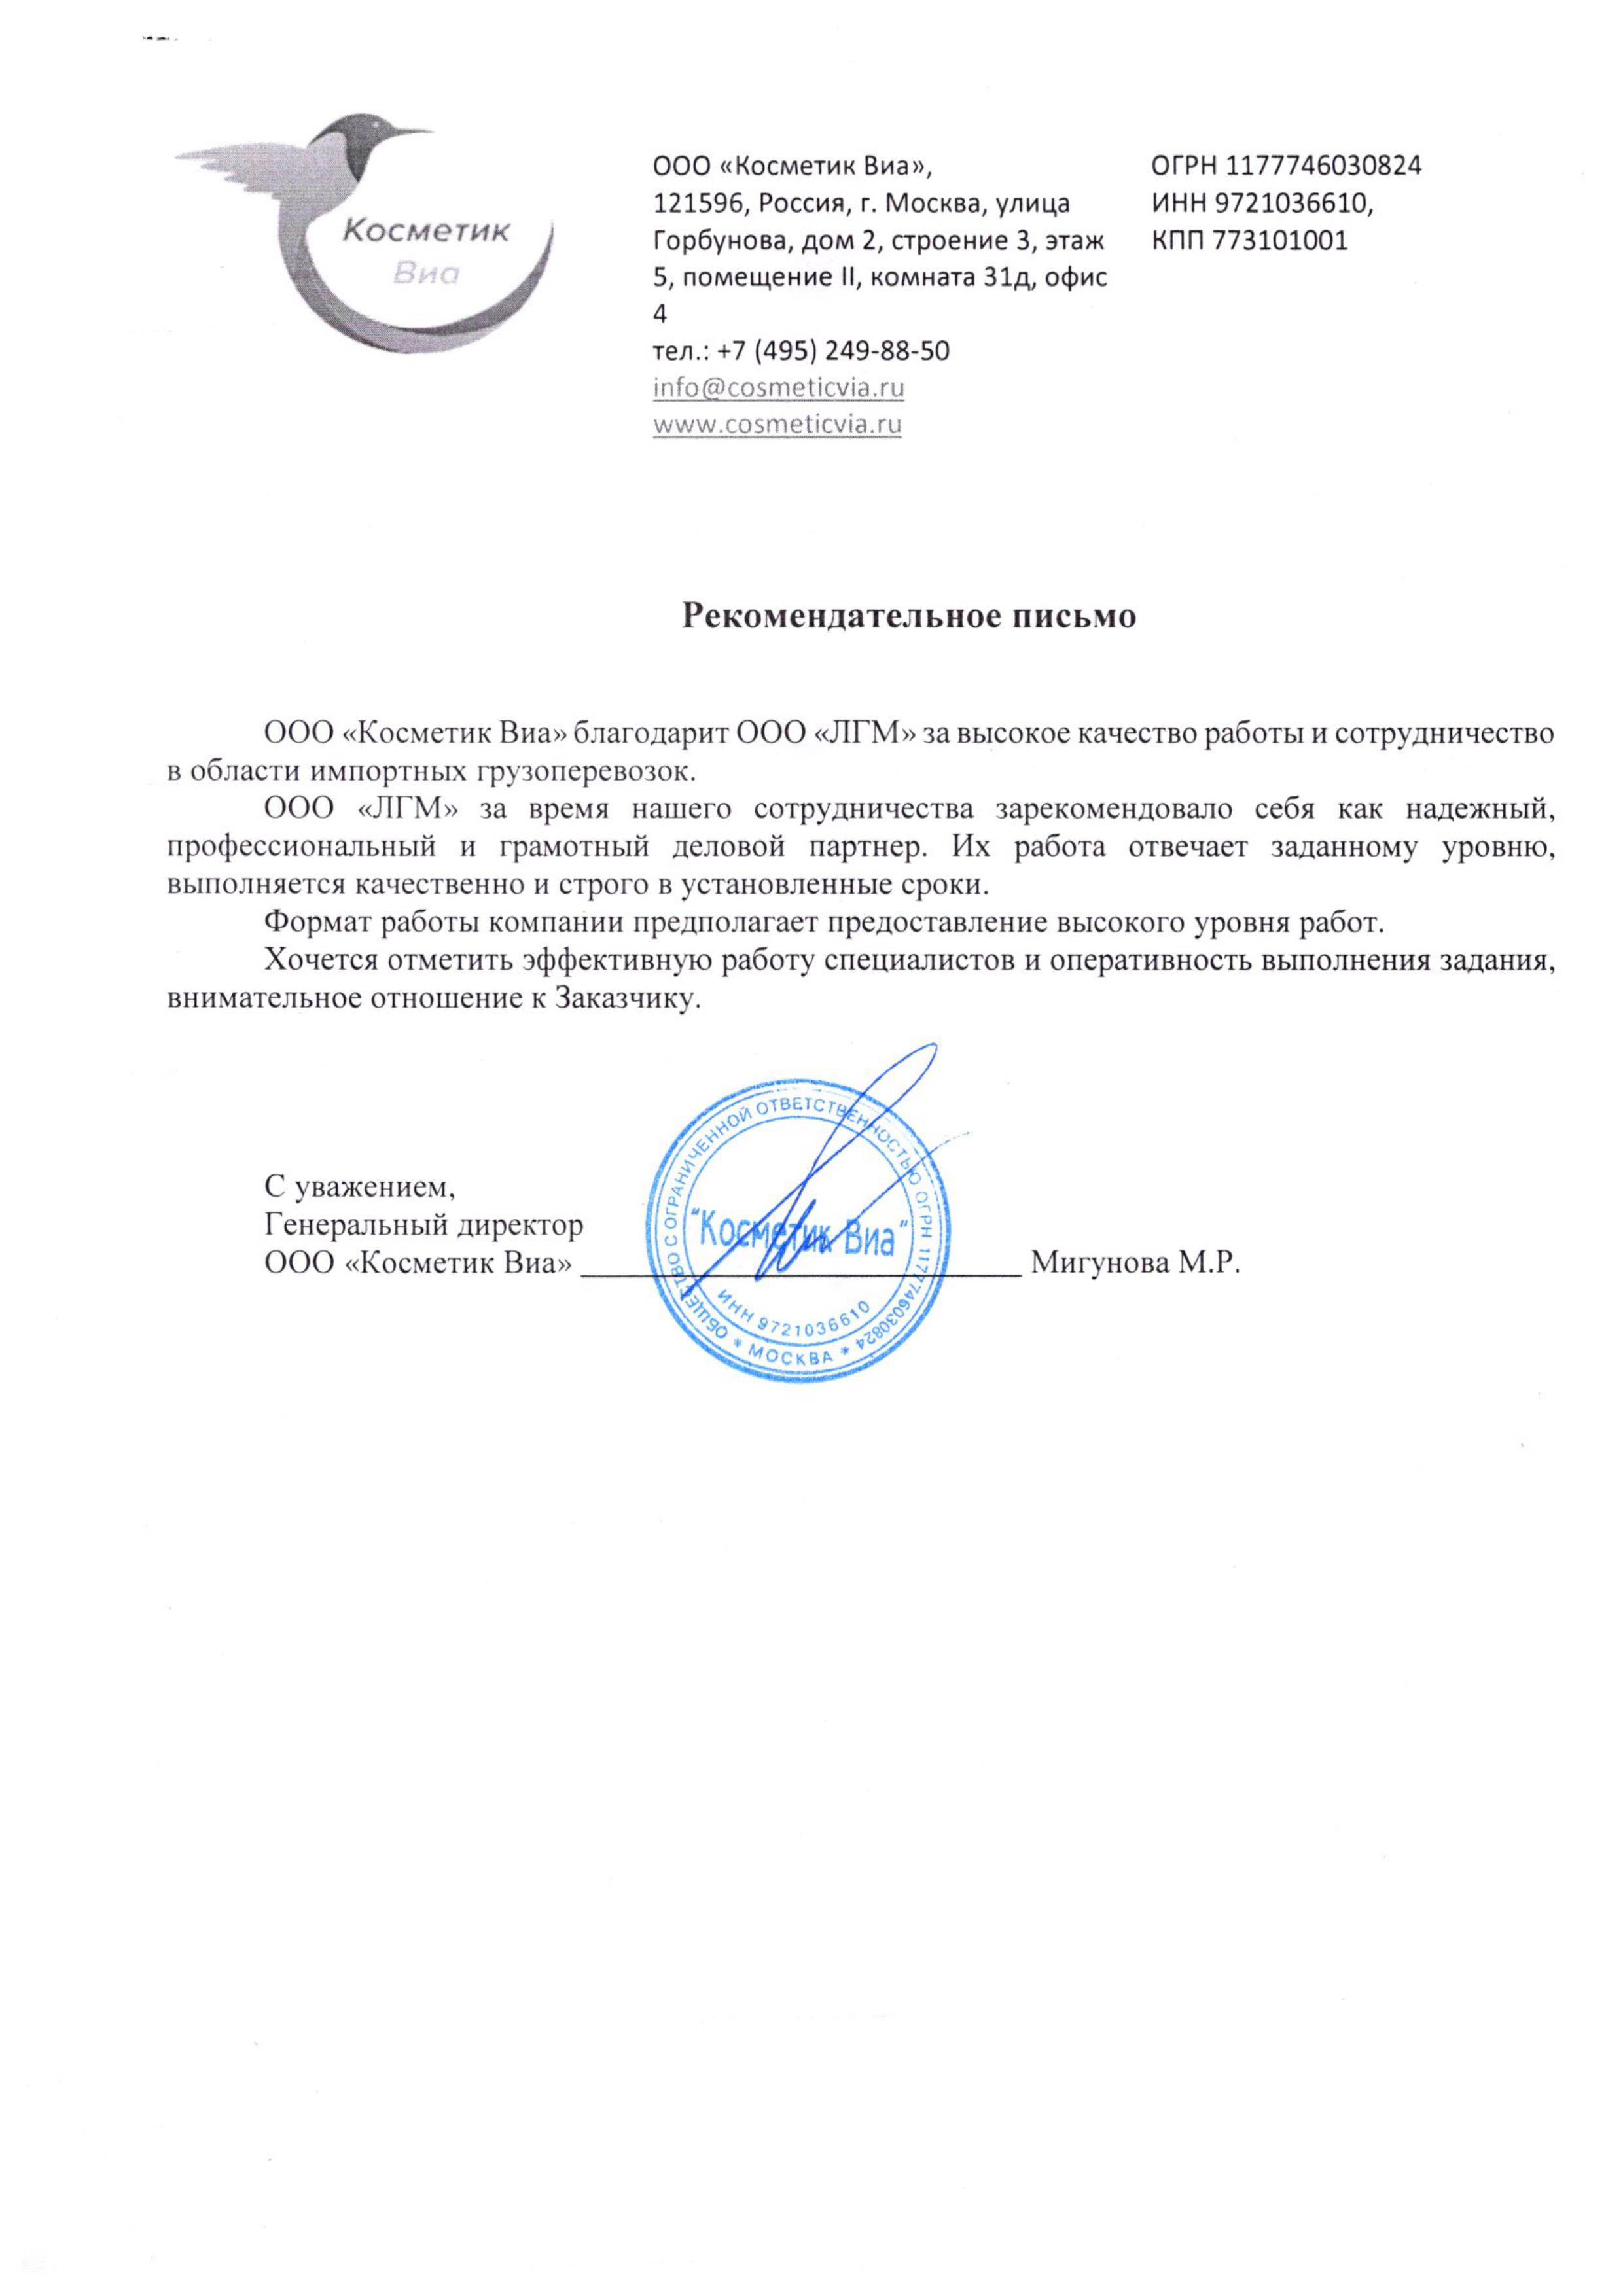 Косметик
Виа
ООО «Косметик Виа»,
121596, Россия, г. Москва, улица
Горбунова, дом 2, строение 3, этаж
5, помещение II, комната 31д, офис
4
тел.: +7 (495) 249-88-50
info@cosmeticvia.ru
www.cosmeticvia.ru
ОГРН 1177746030824
ИНН 9721036610,
КПП 773101001
Рекомендательное письмо
ООО «Косметик Виа» благодарит ООО «ЛГМ» за высокое качество работы и сотрудничество
в области импортных грузоперевозок.
ООО «ЛГМ» за время нашего сотрудничества зарекомендовало себя как надежный,
профессиональный и грамотный деловой партнер. Их работа отвечает заданному уровню,
выполняется качественно и строго в установленные сроки.
Формат работы компании предполагает предоставление высокого уровня работ.
Хочется отметить эффективную работу специалистов и оперативность выполнения задания,
внимательное отношение к Заказчику.
С уважением,
Генеральный директор
ООО «Косметик Виа» Мигунова М.Р.
ОБЩЕСТВО С ОГРАНИЧЕННОЙ ОТВЕТСТВЕННОСТЬЮ ОГРН 1177746030824
* МОСКВА *
"Косметик Виа"
ИНН 9721036610